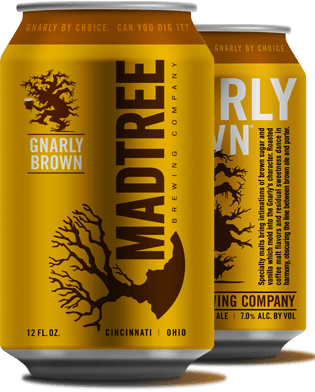 GNARLY BY CHOICE. CAN YOU DIG IT?
GNARLY
BROWN
MADTREE
BREWING COMPANY
12 FL. OZ.
CINCINNATI | OHIO
GNARLY BY CHOICE.
Specialty malts bring intimations of brown sugar and
vanilla which meld into the Gnarly's character. Roasted
coffee malt flavors and residual sweetness dance in
harmony, obscuring the line between brown ale and porter.
COMPANY
ALE | 7.0% ALC. BY VOL